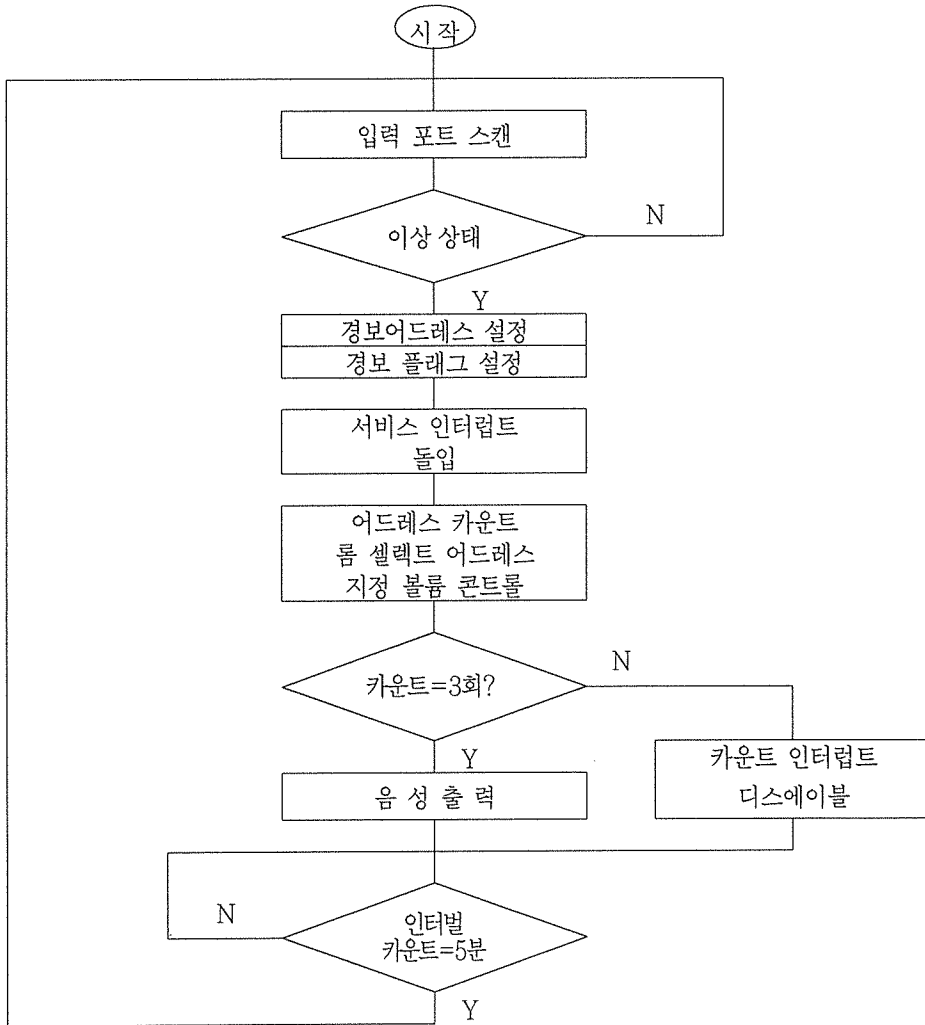 시작
입력 포트 스캔
이상 상태
N
Y
경보어드레스 설정
경보 플래그 설정
서비스 인터럽트
돌입
어드레스 카운트
롬 셀렉트 어드레스
지정 볼륨 콘트롤
카운트=3회?
N
Y
카운트 인터럽트
디스에이블
음 성 출 력
N
인터벌
카운트=5분
Y